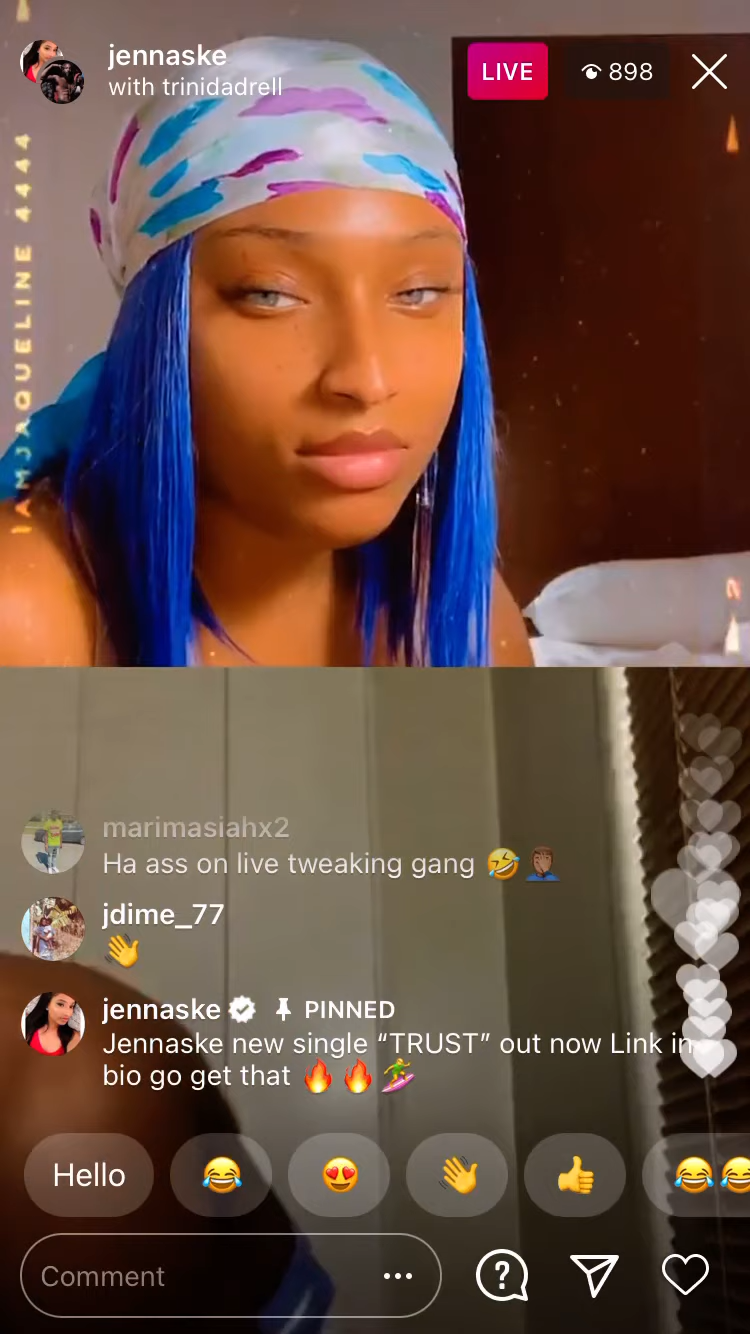 jennaske
with trinidadrell
LIVE
898
IAMJAQUELINE 4444
2
marimasiahx2
Ha ass on live tweaking gang 🤣 🤦🏾‍♂️
jdime_77
👋
jennaske PINNED
Jennaske new single “TRUST” out now Link in
bio go get that 🔥 🔥 🏄‍♀️
Hello 😂 😍 👋 👍 😂😂
Comment